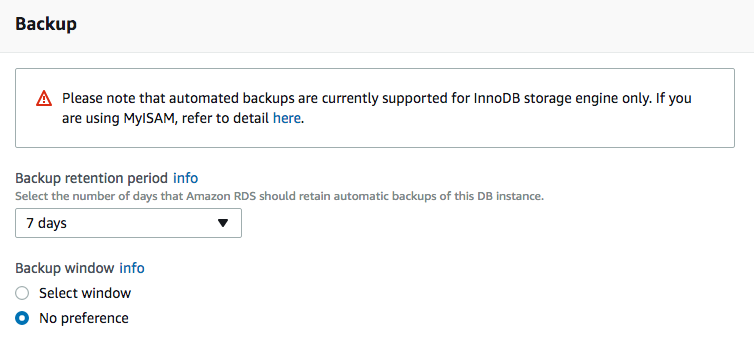 Backup
Please note that automated backups are currently supported for InnoDB storage engine only. If you
are using MyISAM, refer to detail here.
Backup retention period info
Select the number of days that Amazon RDS should retain automatic backups of this DB instance.
7 days
Backup window info
Select window
No preference